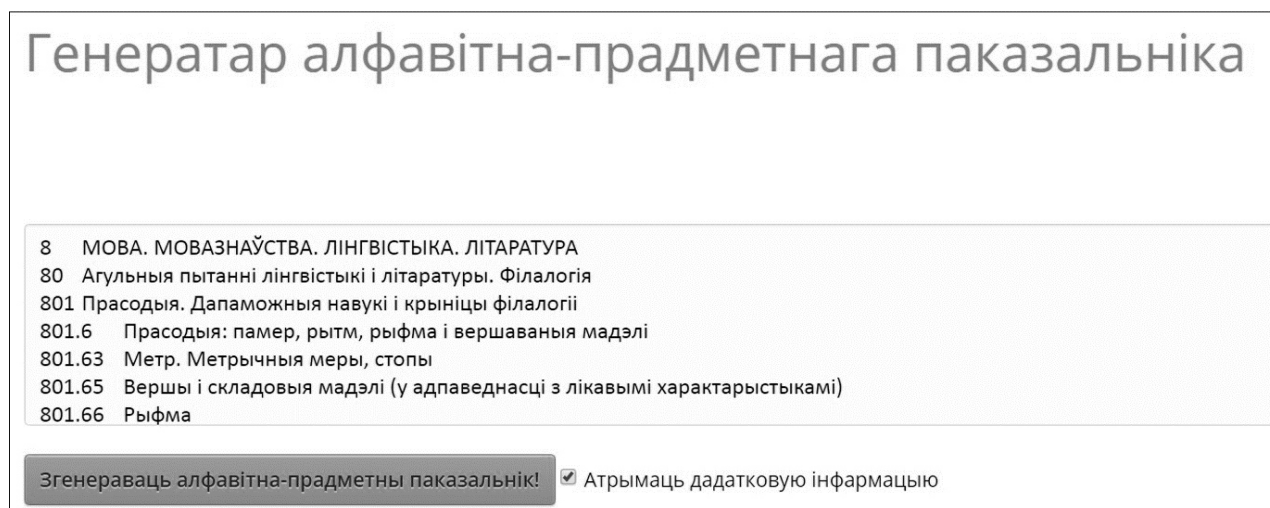 Генератар алфавітна-прадметнага паказальніка
8 МОВА. МОВАЗНАЎСТВА. ЛІНГВІСТЫКА. ЛІТАРАТУРА
80 Агульныя пытанні лінгвістыкі і літаратуры. Філалогія
801 Прасодыя. Дапаможныя навукі і крыніцы філалогіі
801.6 Прасодыя: памер, рытм, рыфма і вершаваныя мадэлі
801.63 Метр. Метрычныя меры, стопы
801.65 Вершы і складовыя мадэлі (у адпаведнасці з лікавымі характарыстыкамі)
801.66 Рыфма
Згенераваць алфавітна-прадметны паказальнік! Атрымаць дадатковую інфармацыю